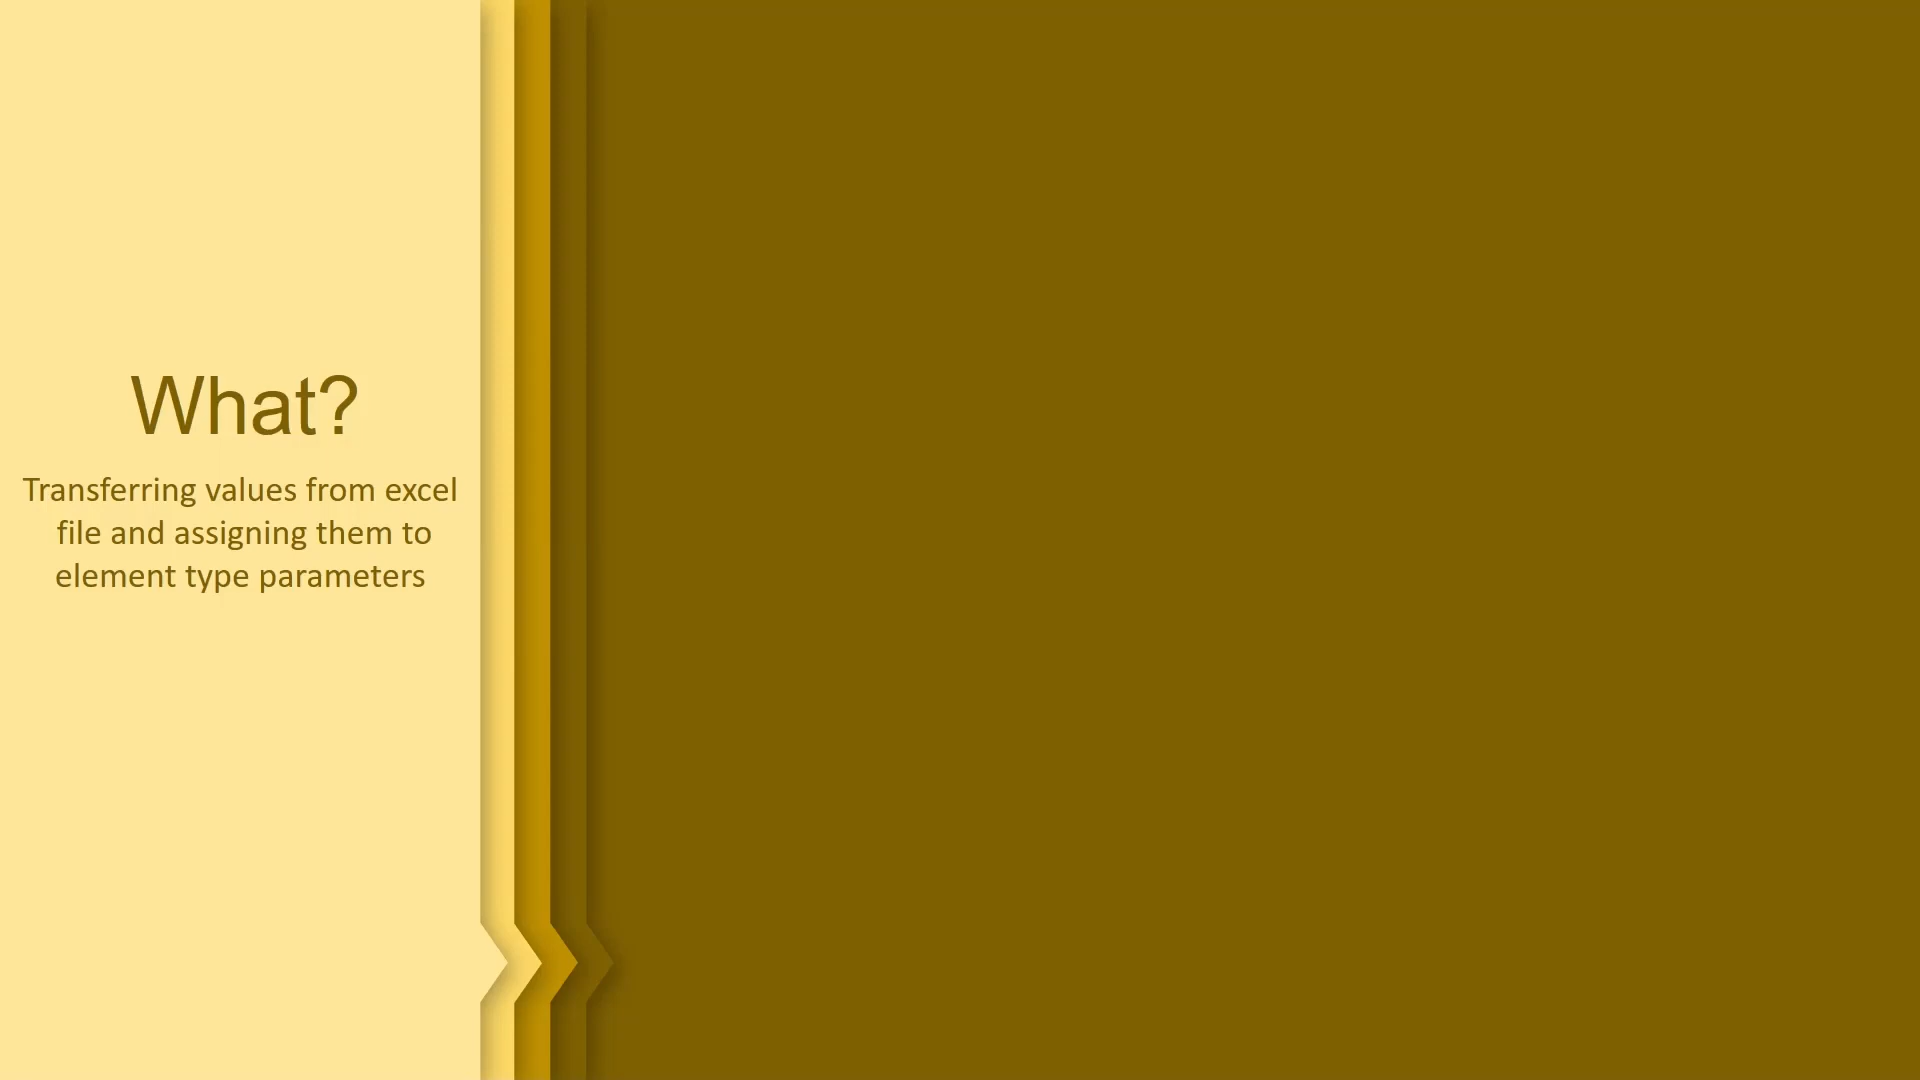 What?
Transferring values from excel
file and assigning them to
element type parameters